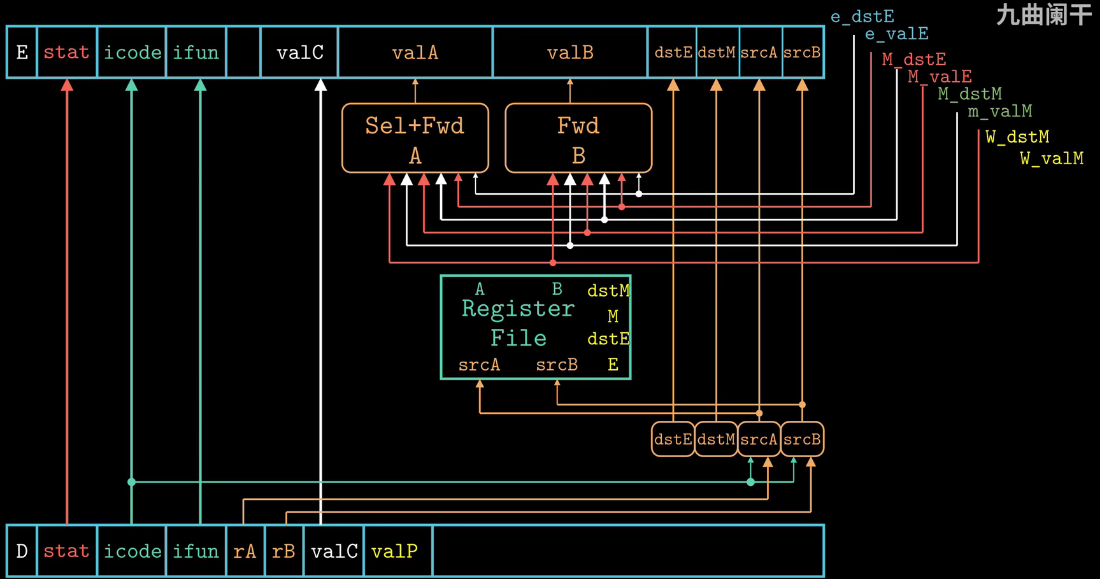 九曲阑干
e_dstE
e_valE
E stat icode ifun valC valA valB dstE dstM srcA srcB
M_dstE
M_valE
M_dstM
m_valM
W_dstM
W_valM
Sel+Fwd
A
Fwd
B
A B dstM
Register
M
File
dstE
srcA srcB E
dstE dstM srcA srcB
D stat icode ifun rA rB valC valP